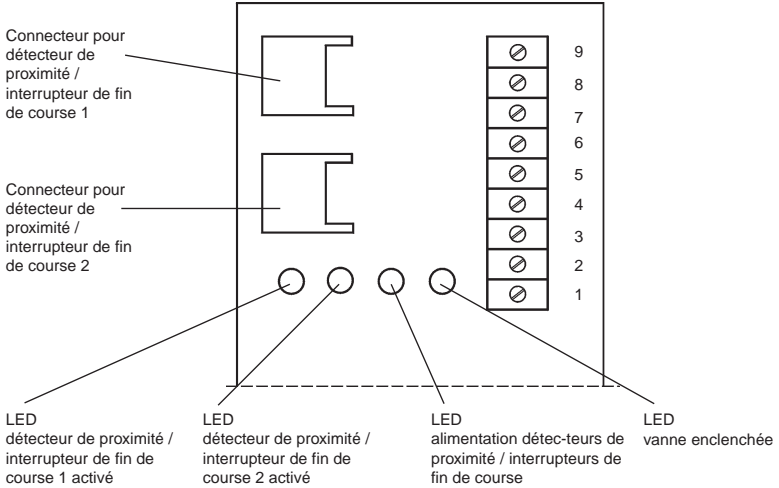 Connecteur pour
détecteur de
proximité /
interrupteur de fin
de course 1
Connecteur pour
détecteur de
proximité /
interrupteur de fin
de course 2
9
8
7
6
5
4
3
2
1
LED
détecteur de proximité /
interrupteur de fin de
course 1 activé
LED
détecteur de proximité /
interrupteur de fin de
course 2 activé
LED
alimentation détec-teurs de
proximité / interrupteurs de
fin de course
LED
vanne enclenchée